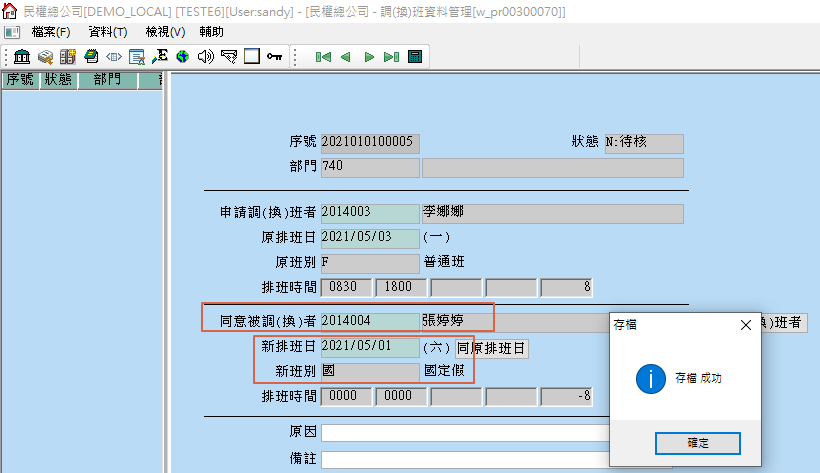 民權總公司[DEMO_LOCAL] [TESTE6][User:sandy] - [民權總公司 - 調(換)班資料管理[w_pr00300070]]
檔案(F) 資料(T) 檢視(V) 輔助
序號 狀態 部門
序號 2021010100005 狀態 N:待核
部門 740
申請調(換)班者 2014003 李娜娜
原排班日 2021/05/03 (一)
原班別 F 普通班
排班時間 0830 1800 8
同意被調(換)者 2014004 張婷婷 換)班者
新排班日 2021/05/01 (六) 同原排班日
新班別 國 國定假
排班時間 0000 0000 -8
原因
備註
存檔
存檔 成功
確定